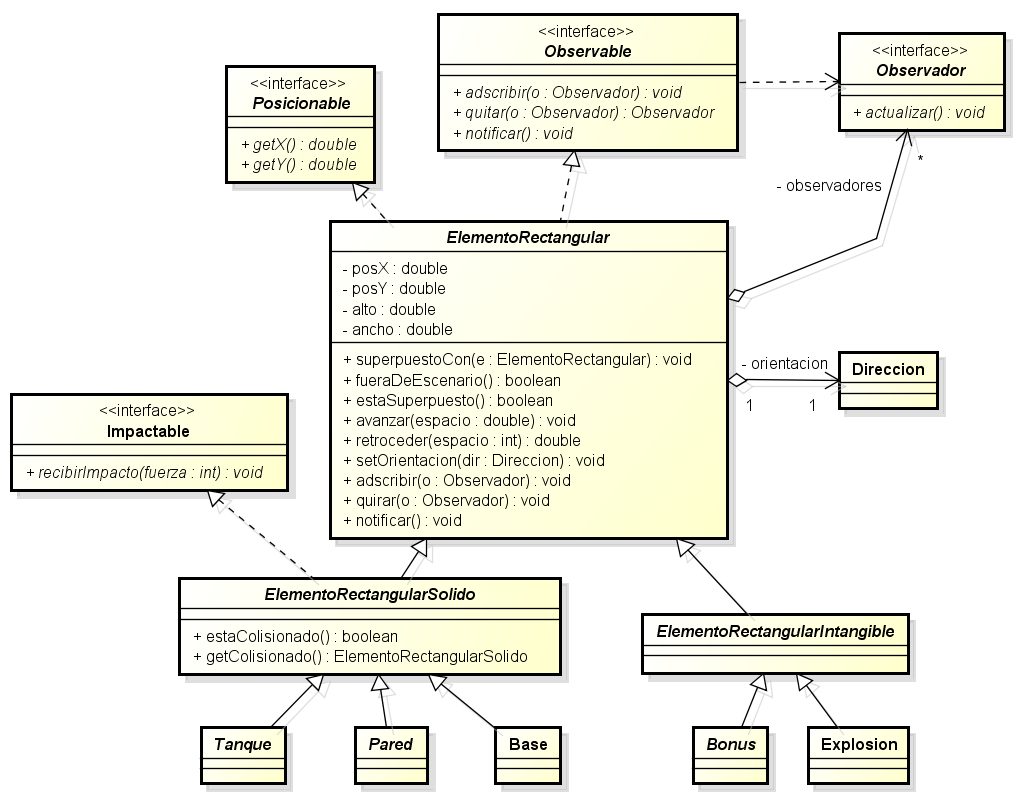 <<interface>>
Observable
+ adscribir(o : Observador) : void
+ quitar(o : Observador) : Observador
+ notificar() : void
<<interface>>
Observador
+ actualizar() : void
<<interface>>
Posicionable
+ getX() : double
+ getY() : double
*
- observadores
ElementoRectangular
- posX : double
- posY : double
- alto : double
- ancho : double
+ superpuestoCon(e : ElementoRectangular) : void
+ fueraDeEscenario() : boolean
+ estaSuperpuesto() : boolean
+ avanzar(espacio : double) : void
+ retroceder(espacio : int) : double
+ setOrientacion(dir : Direccion) : void
+ adscribir(o : Observador) : void
+ quirar(o : Observador) : void
+ notificar() : void
- orientacion
1
1
Direccion
<<interface>>
Impactable
+ recibirImpacto(fuerza : int) : void
ElementoRectangularSolido
+ estaColisionado() : boolean
+ getColisionado() : ElementoRectangularSolido
ElementoRectangularIntangible
Tanque
Pared
Base
Bonus
Explosion